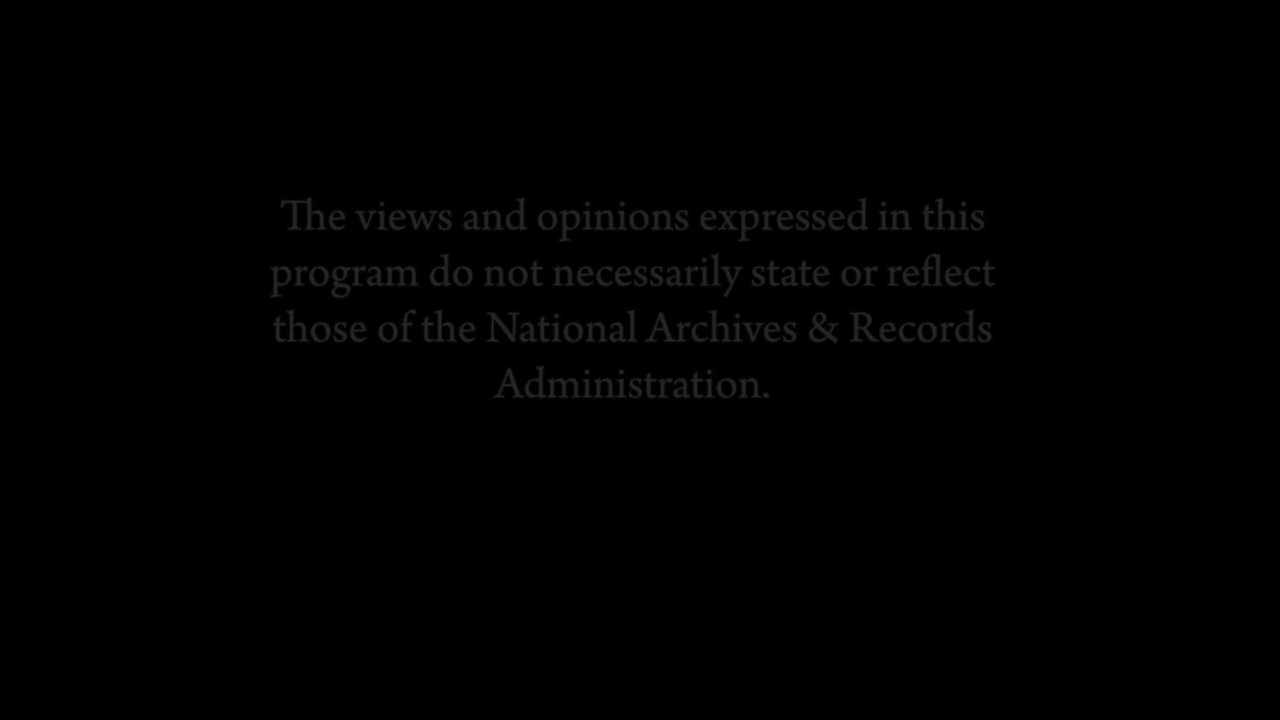 The views and opinions expressed in this
program do not necessarily state or reflect
those of the National Archives & Records
Administration.